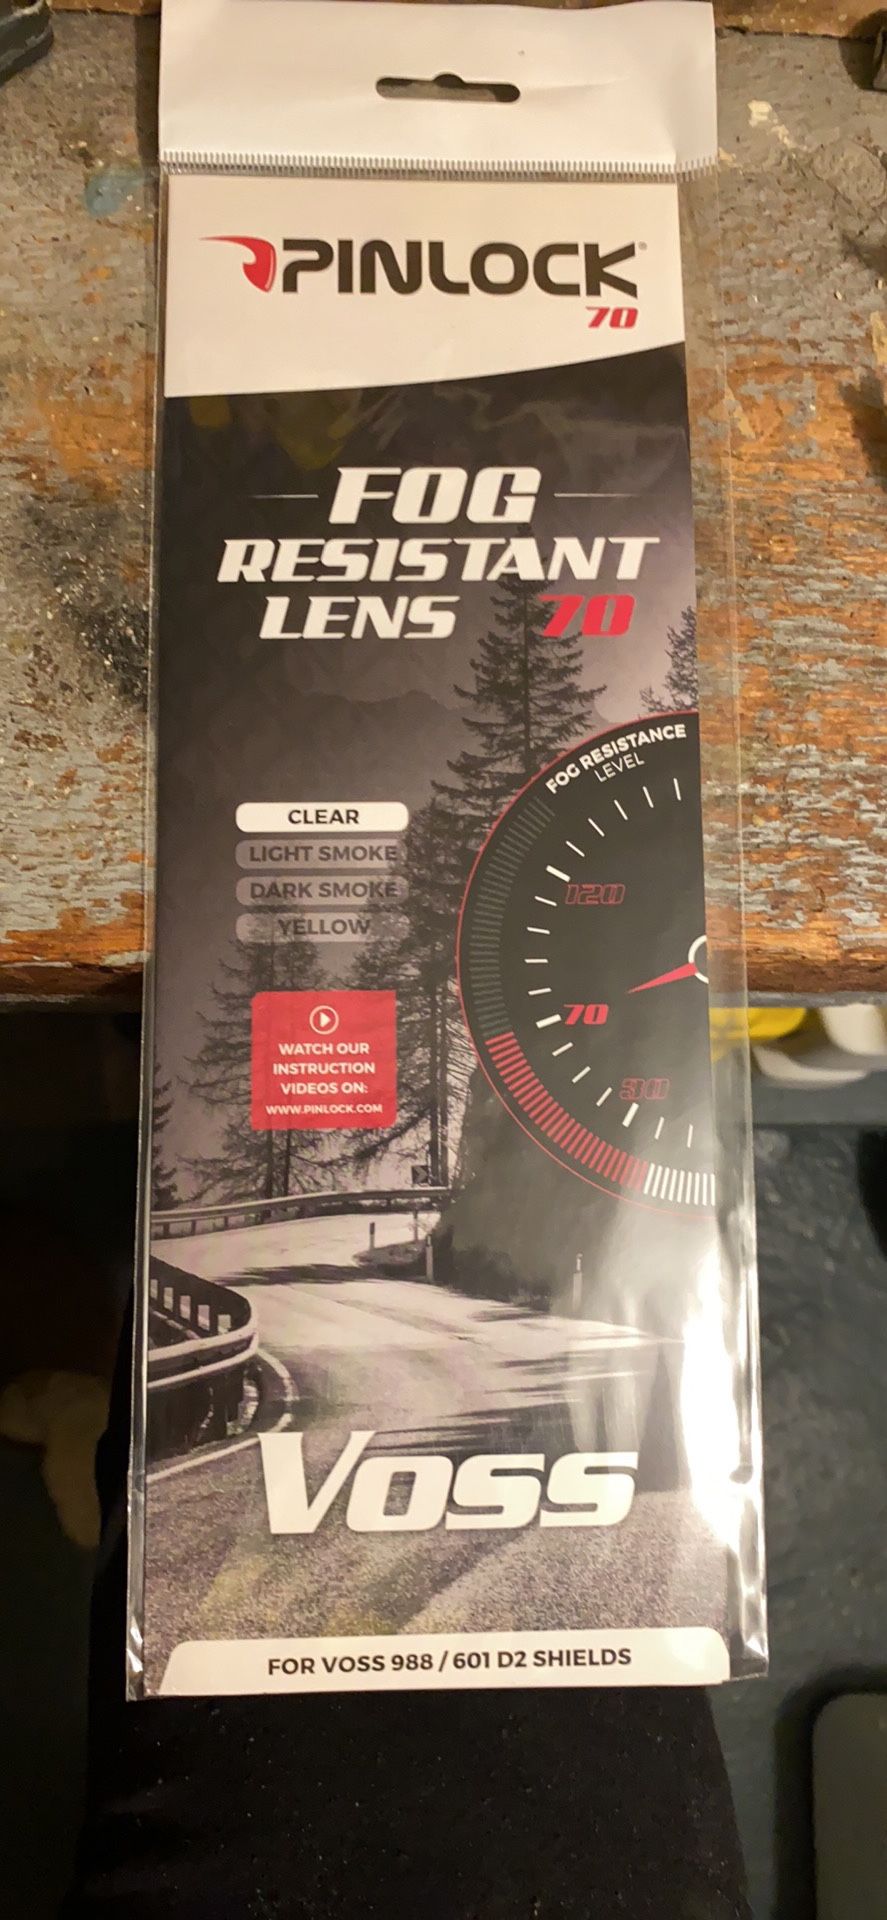 PINLOCK®
70
FOG
RESISTANT
LENS 70
FOG RESISTANCE
LEVEL
CLEAR
LIGHT SMOKE
DARK SMOKE
YELLOW
120
70
30
WATCH OUR
INSTRUCTION
VIDEOS ON:
WWW.PINLOCK.COM
Voss
FOR VOSS 988 / 601 D2 SHIELDS